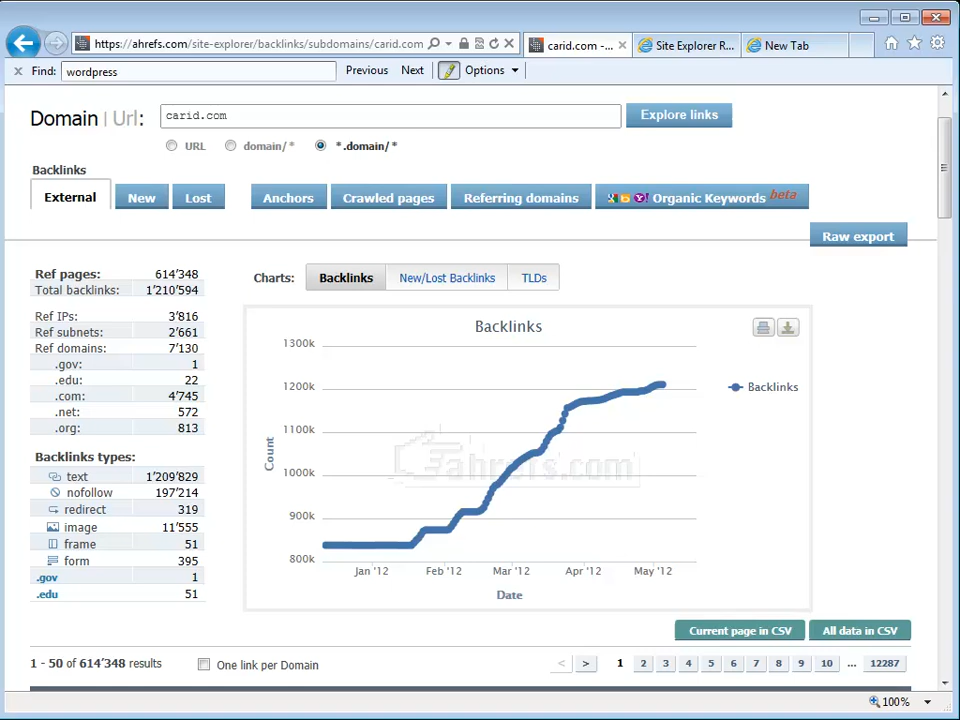 https://ahrefs.com/site-explorer/backlinks/subdomains/carid.com
carid.com -...
Site Explorer R...
New Tab
x Find: wordpress Previous Next Options
Domain | Url: carid.com Explore links
URL domain/* *.domain/*
Backlinks
External New Lost Anchors Crawled pages Referring domains Organic Keywords beta
Raw export
Ref pages: 614'348
Total backlinks: 1'210'594
Ref IPs: 3'816
Ref subnets: 2'661
Ref domains: 7'130
.gov: 1
.edu: 22
.com: 4'745
.net: 572
.org: 813
Backlinks types:
text 1'209'829
nofollow 197'214
redirect 319
image 11'555
frame 51
form 395
.gov 1
.edu 51
Charts: Backlinks New/Lost Backlinks TLDs
Backlinks
1300k
1200k
1100k
1000k
900k
800k
Count
ahrefs.com
Backlinks
Jan '12 Feb '12 Mar '12 Apr '12 May '12
Date
Current page in CSV All data in CSV
1 - 50 of 614'348 results One link per Domain < > 1 2 3 4 5 6 7 8 9 10 ... 12287
100%